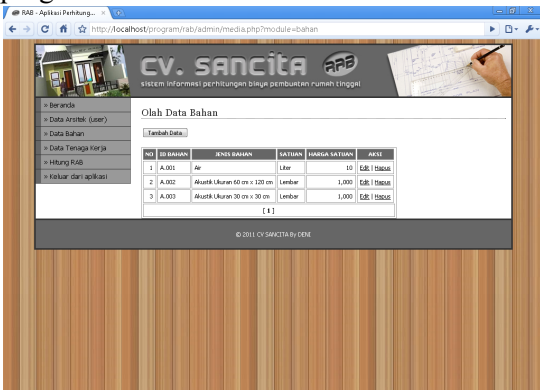 RAB - Aplikasi Perhitung...
http://localhost/program/rab/admin/media.php?module=bahan
CV. SANCITA RAB
sistem informasi perhitungan biaya pembuatan rumah tinggal
» Beranda
» Data Arsitek (user)
» Data Bahan
» Data Tenaga Kerja
» Hitung RAB
» Keluar dari aplikasi
Olah Data Bahan
Tambah Data
NO ID BAHAN JENIS BAHAN SATUAN HARGA SATUAN AKSI
1 A.001 Air Liter 10 Edit | Hapus
2 A.002 Akustik Ukuran 60 cm x 120 cm Lembar 1,000 Edit | Hapus
3 A.003 Akustik Ukuran 30 cm x 30 cm Lembar 1,000 Edit | Hapus
[ 1 ]
© 2011 CV SANCITA By DENI